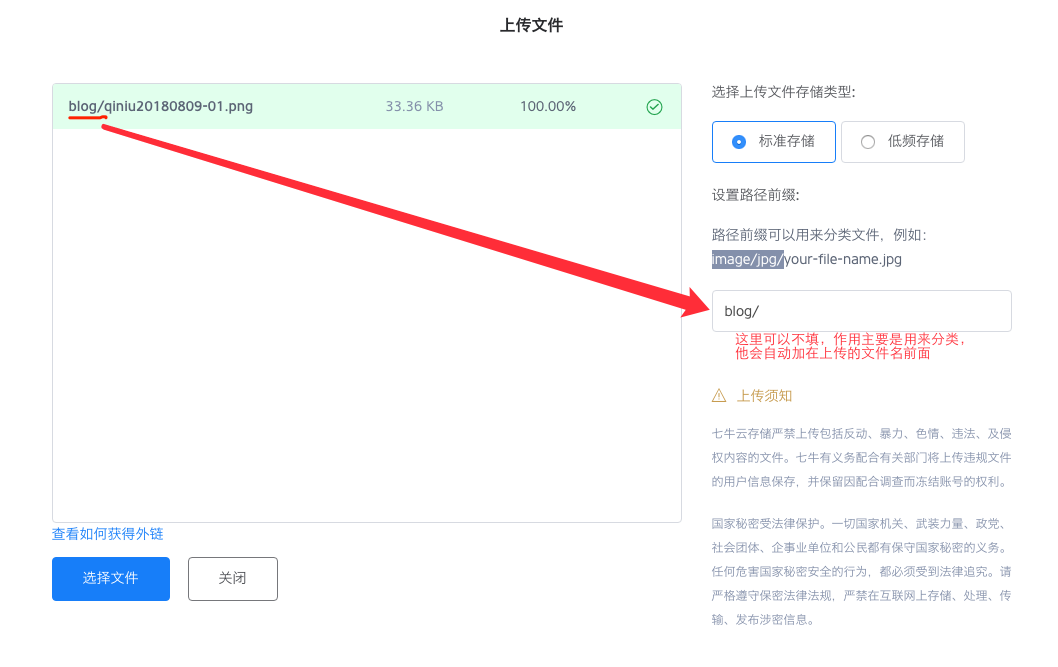 上传文件
blog/qiniu20180809-01.png 33.36 KB 100.00%
查看如何获得外链
选择文件 关闭
选择上传文件存储类型:
标准存储 低频存储
设置路径前缀:
路径前缀可以用来分类文件，例如:
image/jpg/your-file-name.jpg
blog/
这里可以不填，作用主要是用来分类，
他会自动加在上传的文件名前面
上传须知
七牛云存储严禁上传包括反动、暴力、色情、违法、及侵
权内容的文件。七牛有义务配合有关部门将上传违规文件
的用户信息保存，并保留因配合调查而冻结账号的权利。
国家秘密受法律保护。一切国家机关、武装力量、政党、
社会团体、企事业单位和公民都有保守国家秘密的义务。
任何危害国家秘密安全的行为，都必须受到法律追究。请
严格遵守保密法律法规，严禁在互联网上存储、处理、传
输、发布涉密信息。